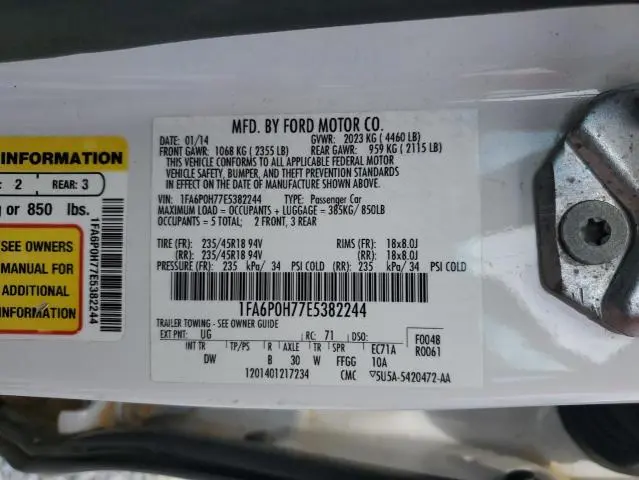 INFORMATION
: 2 REAR: 3
or 850 lbs.
SEE OWNERS
MANUAL FOR
ADDITIONAL
INFORMATION
1FA6P0H77E5382244
MFD. BY FORD MOTOR CO.
DATE: 01/14 GVWR: 2023 KG ( 4460 LB)
FRONT GAWR: 1068 KG ( 2355 LB) REAR GAWR: 959 KG ( 2115 LB)
THIS VEHICLE CONFORMS TO ALL APPLICABLE FEDERAL MOTOR
VEHICLE SAFETY, BUMPER, AND THEFT PREVENTION STANDARDS
IN EFFECT ON THE DATE OF MANUFACTURE SHOWN ABOVE.
VIN: 1FA6P0H77E5382244 TYPE: Passenger Car
MAXIMUM LOAD = OCCUPANTS + LUGGAGE = 385KG/ 850LB
OCCUPANTS = 5 TOTAL; 2 FRONT, 3 REAR
TIRE (FR): 235/45R18 94V RIMS (FR): 18x8.0J
(RR): 235/45R18 94V (RR): 18x8.0J
PRESSURE (FR): 235 kPa/ 34 PSI COLD (RR): 235 kPa/ 34 PSI COLD
1FA6P0H77E5382244
TRAILER TOWING - SEE OWNER GUIDE
EXT PNT: UG RC: 71 DSO: F0048
INT TR TP/PS R AXLE TR SPR EC71A R0061
DW B 30 W FFGG 10A
1201401217234 CMC 5U5A-5420472-AA